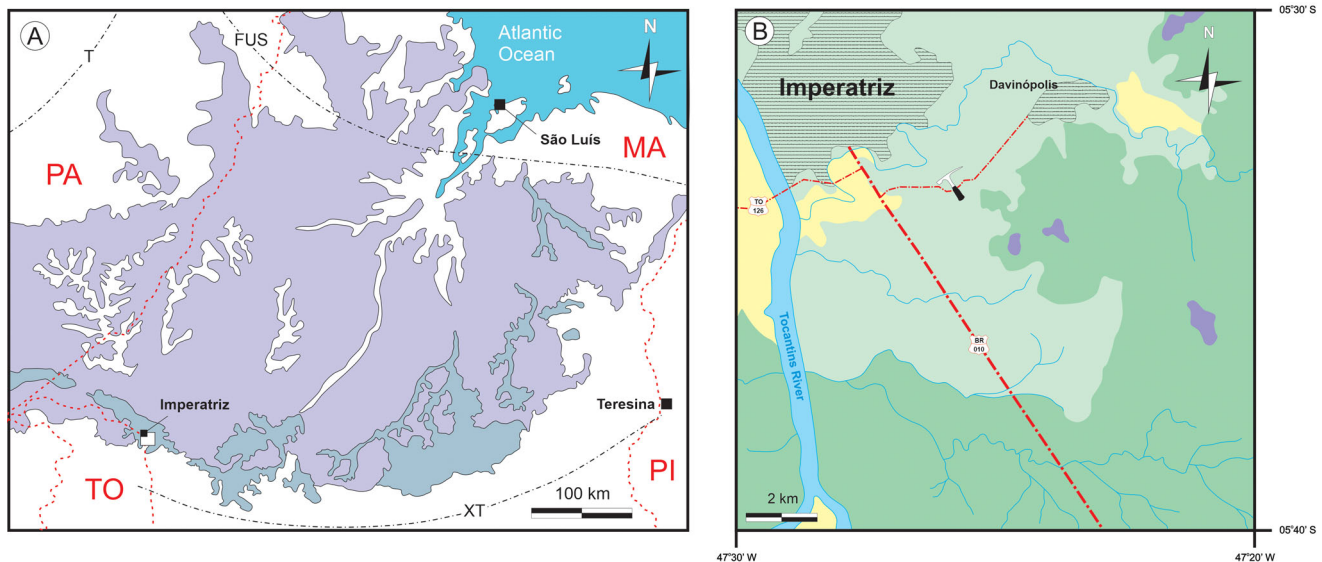 A
T
FUS
Atlantic
Ocean
N
São Luís
MA
PA
Imperatriz
Teresina
TO
XT
100 km
PI
B
Imperatriz
Davinópolis
N
TO
126
Tocantins River
BR
010
2 km
05°30' S
05°40' S
47°30' W
47°20' W